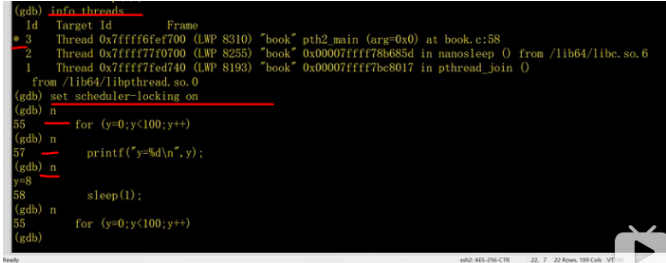 (gdb) info threads
Id Target Id Frame
* 3 Thread 0x7ffff6fef700 (LWP 8310) "book" pth2_main (arg=0x0) at book.c:58
2 Thread 0x7ffff77f0700 (LWP 8255) "book" 0x00007ffff78b685d in nanosleep () from /lib64/libc.so.6
1 Thread 0x7ffff7fed740 (LWP 8193) "book" 0x00007ffff7bc8017 in pthread_join ()
from /lib64/libpthread.so.0
(gdb) set scheduler-locking on
(gdb) n
55 for (y=0;y<100;y++)
(gdb) n
57 printf("y=%d\n",y);
(gdb) n
y=8
58 sleep(1);
(gdb) n
55 for (y=0;y<100;y++)
(gdb)
Ready ssh2: AES-256-CTR 22, 7 22 Rows, 109 Cols